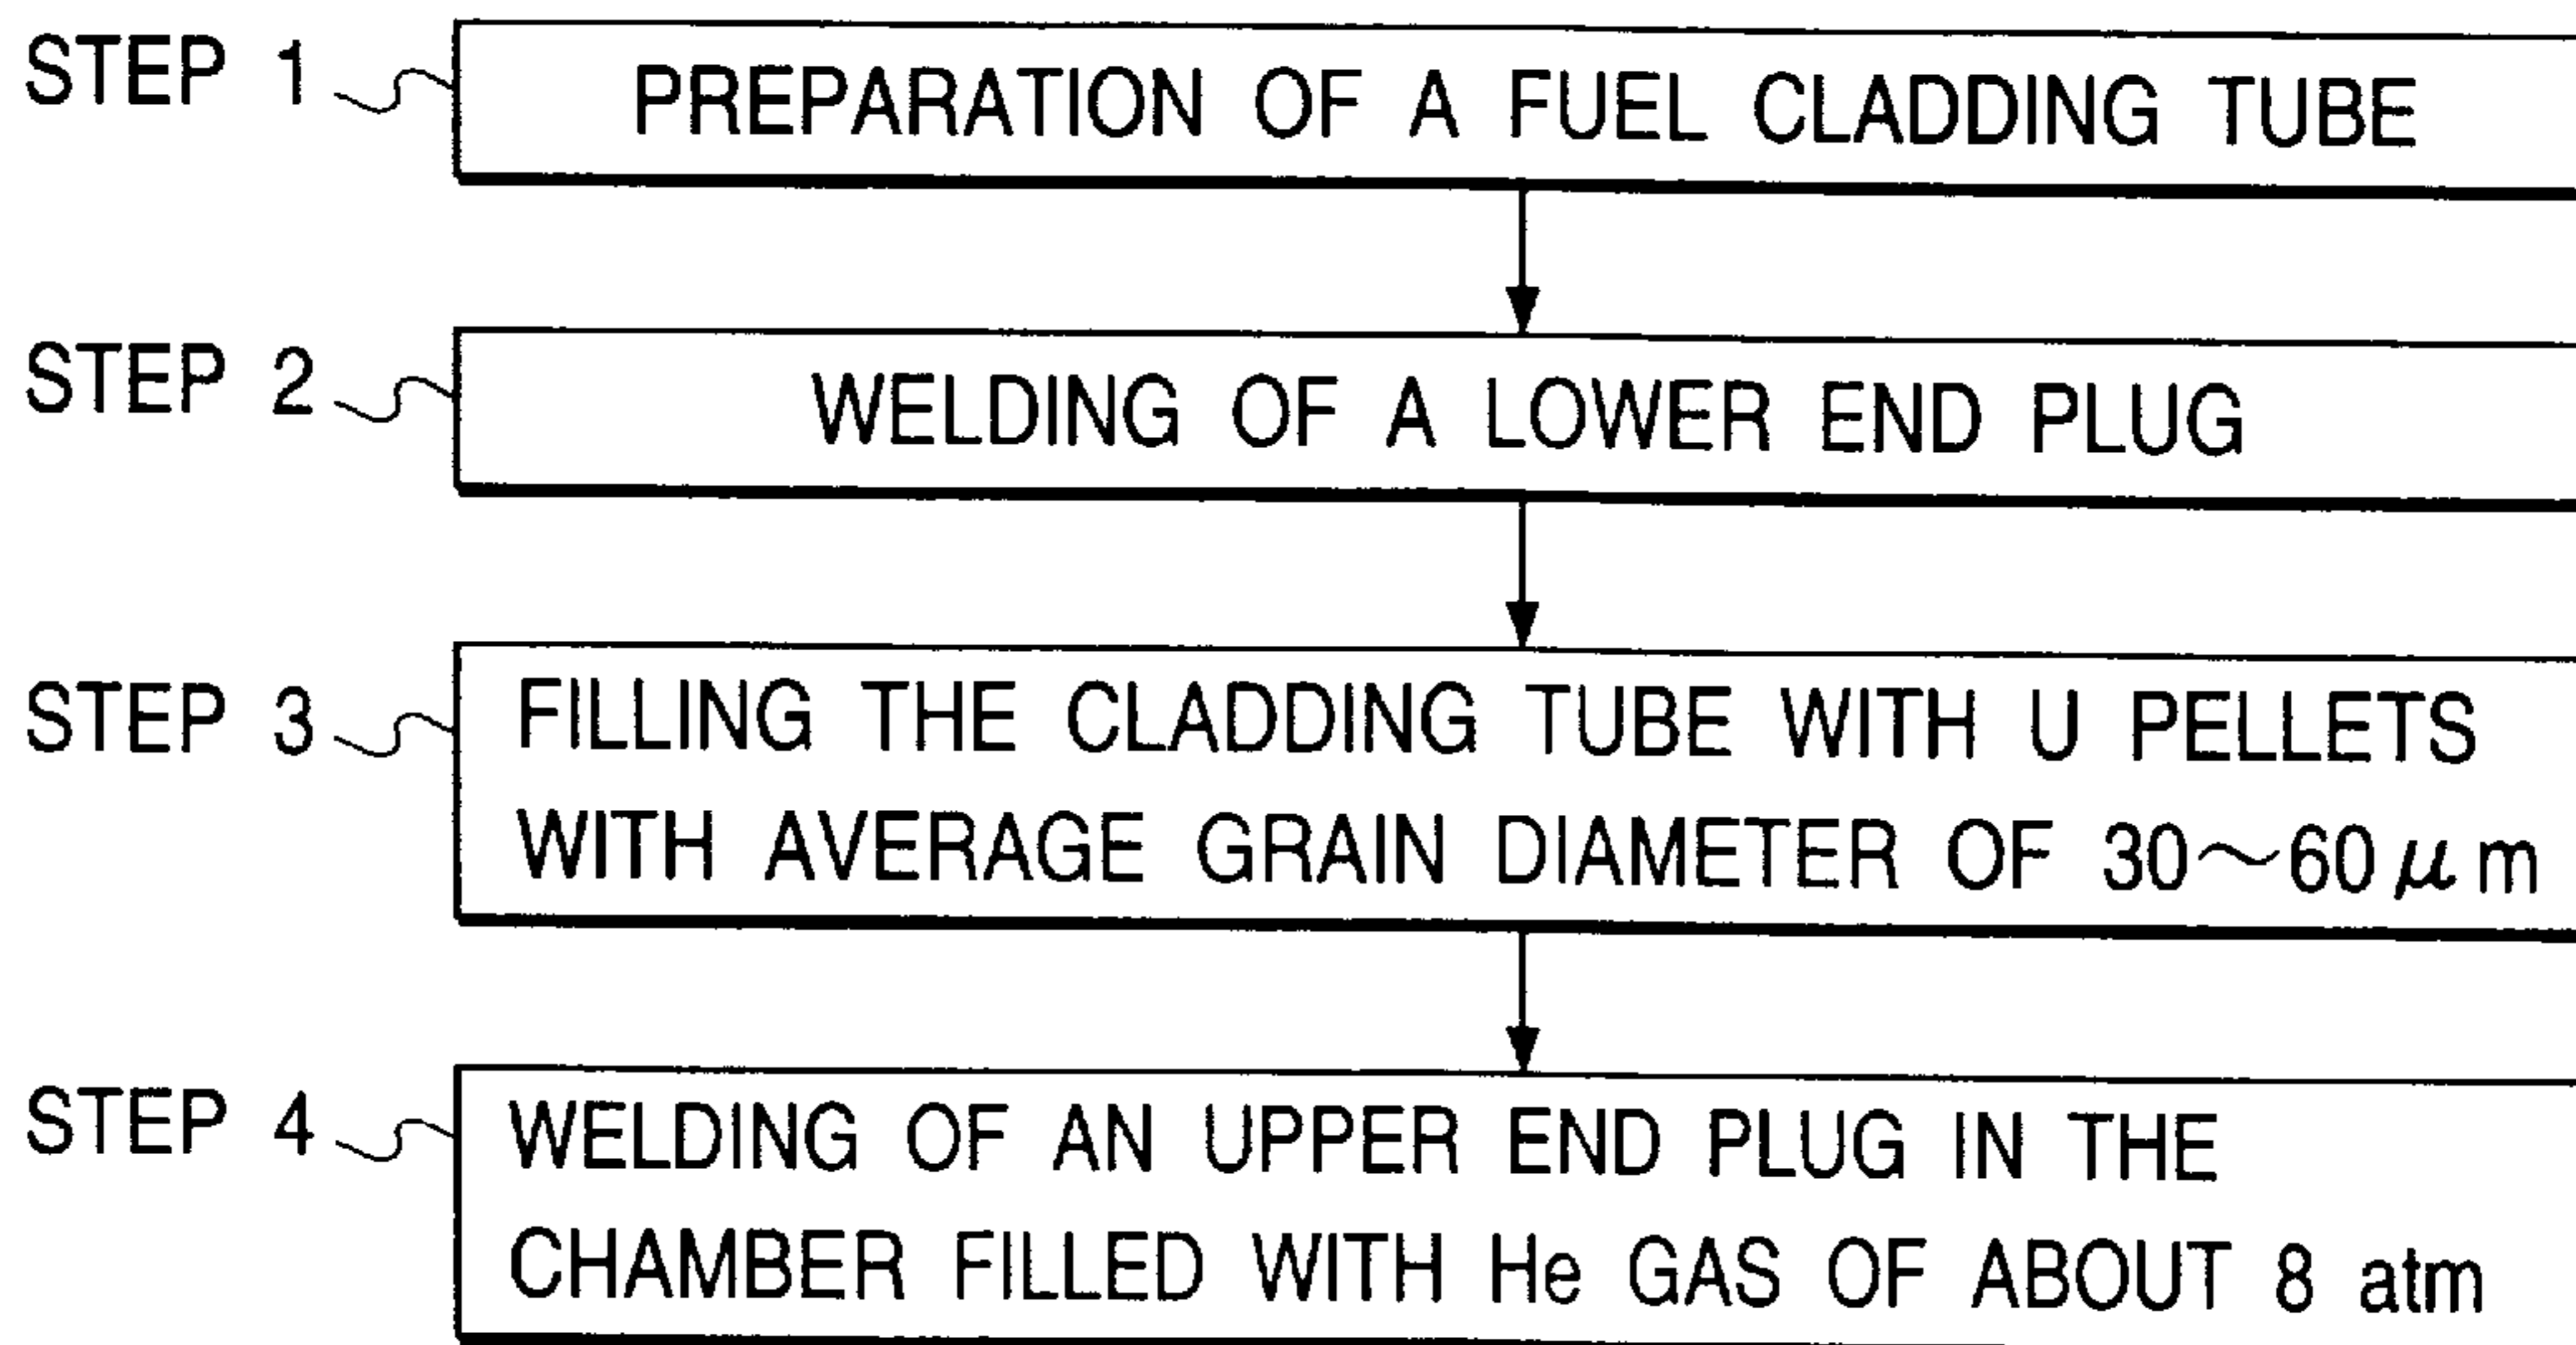 STEP 1
PREPARATION OF A FUEL CLADDING TUBE
STEP 2
WELDING OF A LOWER END PLUG
STEP 3
FILLING THE CLADDING TUBE WITH U PELLETS
WITH AVERAGE GRAIN DIAMETER OF 30～60μm
STEP 4
WELDING OF AN UPPER END PLUG IN THE
CHAMBER FILLED WITH He GAS OF ABOUT 8 atm